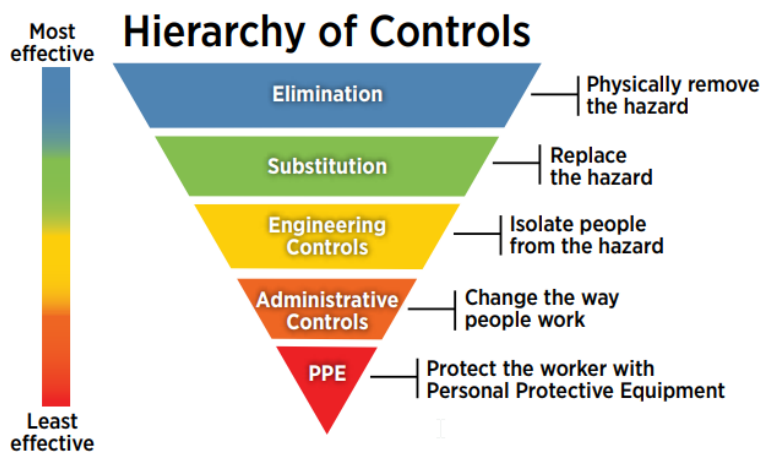 Most
effective
Hierarchy of Controls
Elimination
Physically remove
the hazard
Substitution
Replace
the hazard
Engineering
Controls
Isolate people
from the hazard
Administrative
Controls
Change the way
people work
PPE
Protect the worker with
Personal Protective Equipment
Least
effective